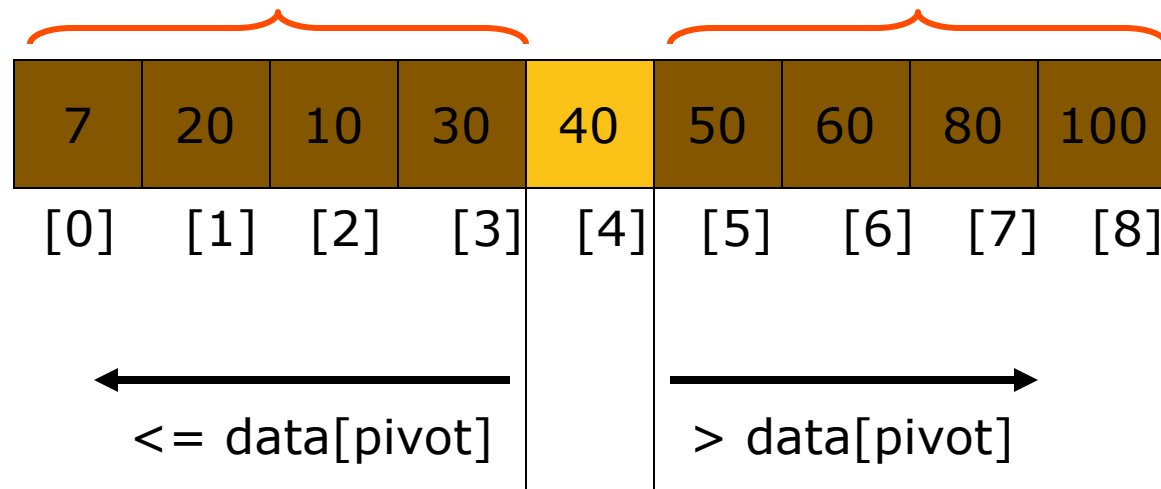 7 20 10 30 40 50 60 80 100
[0] [1] [2] [3] [4] [5] [6] [7] [8]
<= data[pivot] > data[pivot]